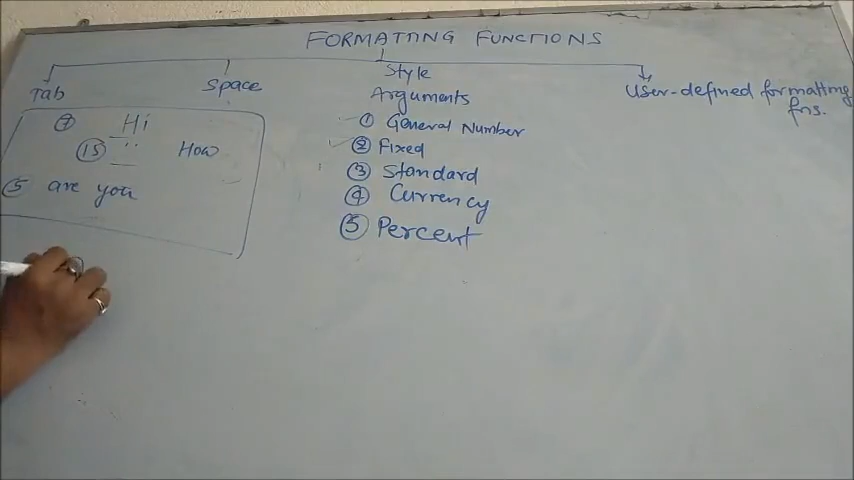 FORMATTING FUNCTIONS
Tab
Space
Style
Arguments
User-defined formatting
fns.
7 Hi
15 How
5 are you
1 General Number
2 Fixed
3 Standard
4 Currency
5 Percent